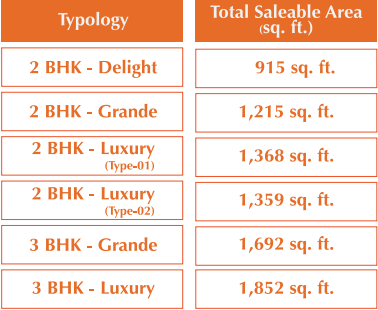 Typology
Total Saleable Area
(sq. ft.)
2 BHK - Delight
915 sq. ft.
2 BHK - Grande
1,215 sq. ft.
2 BHK - Luxury
(Type-01)
1,368 sq. ft.
2 BHK - Luxury
(Type-02)
1,359 sq. ft.
3 BHK - Grande
1,692 sq. ft.
3 BHK - Luxury
1,852 sq. ft.